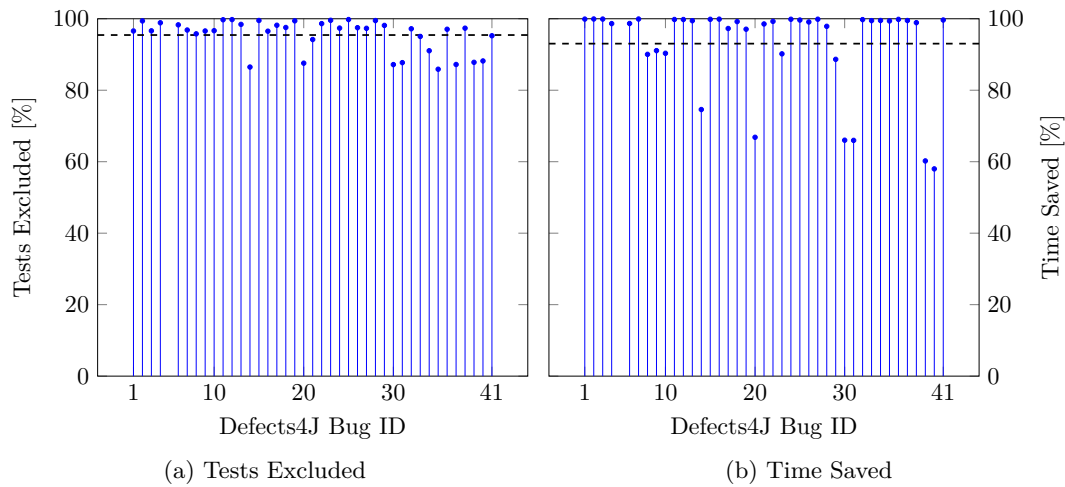 100
80
60
40
20
0
Tests Excluded [%]
1 10 20 30 41
Defects4J Bug ID
(a) Tests Excluded
100
80
60
40
20
0
Time Saved [%]
1 10 20 30 41
Defects4J Bug ID
(b) Time Saved